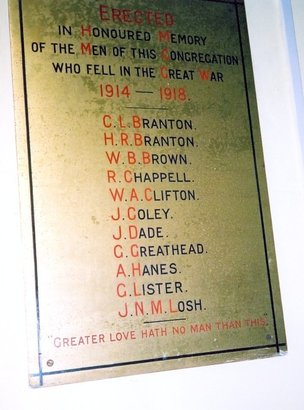 ERECTED
IN HONOURED MEMORY
OF THE MEN OF THIS CONGREGATION
WHO FELL IN THE GREAT WAR
1914 — 1918.
C. L. BRANTON.
H. R. BRANTON.
W. B. BROWN.
R. CHAPPELL.
W. A. CLIFTON.
J. COLEY.
J. DADE.
G. GREATHEAD.
A. HANES.
G. LISTER.
J. N. M. LOSH.
"GREATER LOVE HATH NO MAN THAN THIS."